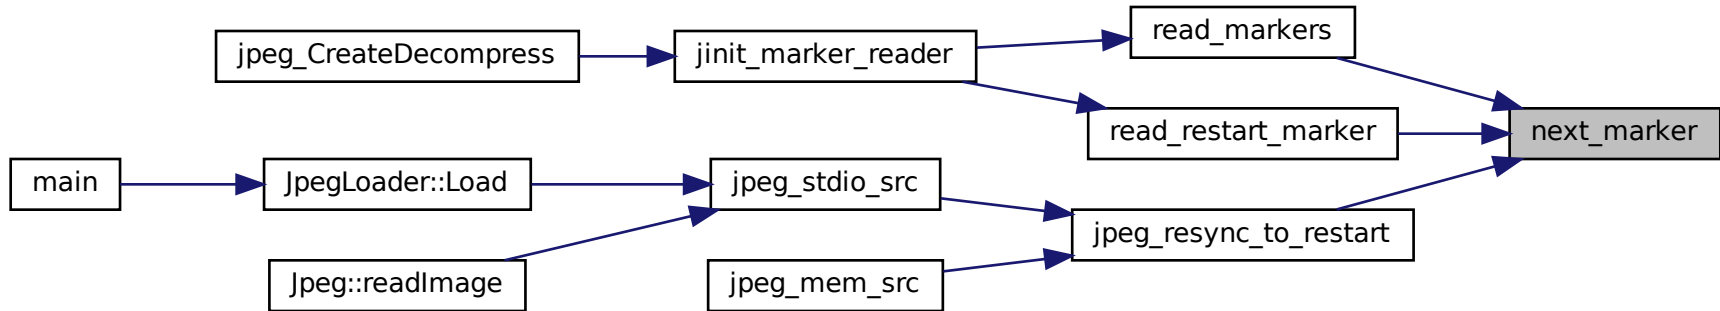 read_markers
jpeg_CreateDecompress
jinit_marker_reader
read_restart_marker
next_marker
main
JpegLoader::Load
jpeg_stdio_src
jpeg_resync_to_restart
Jpeg::readImage
jpeg_mem_src